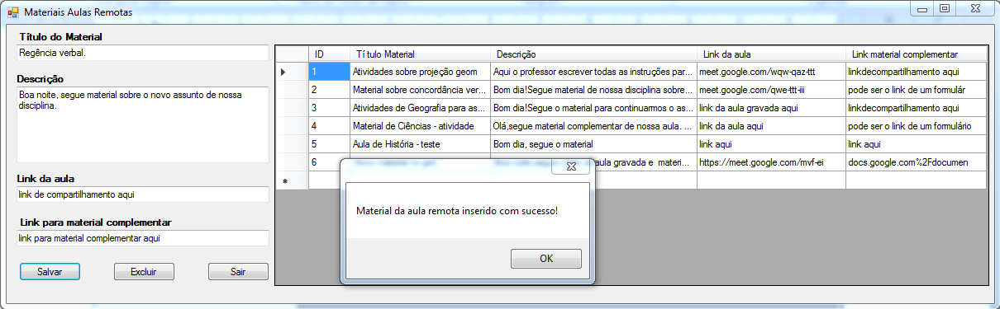 Materiais Aulas Remotas
Título do Material
Regência verbal.
Descrição
Boa noite, segue material sobre o novo assunto de nossa
disciplina.
Link da aula
link de compartilhamento aqui
Link para material complementar
link para material complementar aqui
Salvar Excluir Sair
ID Título Material Descrição Link da aula Link material complementar
1 Atividades sobre projeção geom Aqui o professor escrever todas as instruções par... meet.google.com/wqw-qaz-ttt linkdecompartilhamento aqui
2 Material sobre concordância ver... Bom dia!Segue material de nossa disciplina sobre... meet.google.com/qwe-ttt-iii pode ser o link de um formulár
3 Atividades de Geografia para as... Bom dia!Segue o material para continuarmos o as... link da aula gravada aqui linkdecompartilhamento aqui
4 Material de Ciências - atividade Olá,segue material complementar de nossa aula. ... link da aula aqui pode ser o link de um formulário
5 Aula de História - teste Bom dia, segue o material link aqui link aqui
6 aula gravada e materi... https://meet.google.com/mvf-ei docs.google.com%2Fdocumen
Material da aula remota inserido com sucesso!
OK